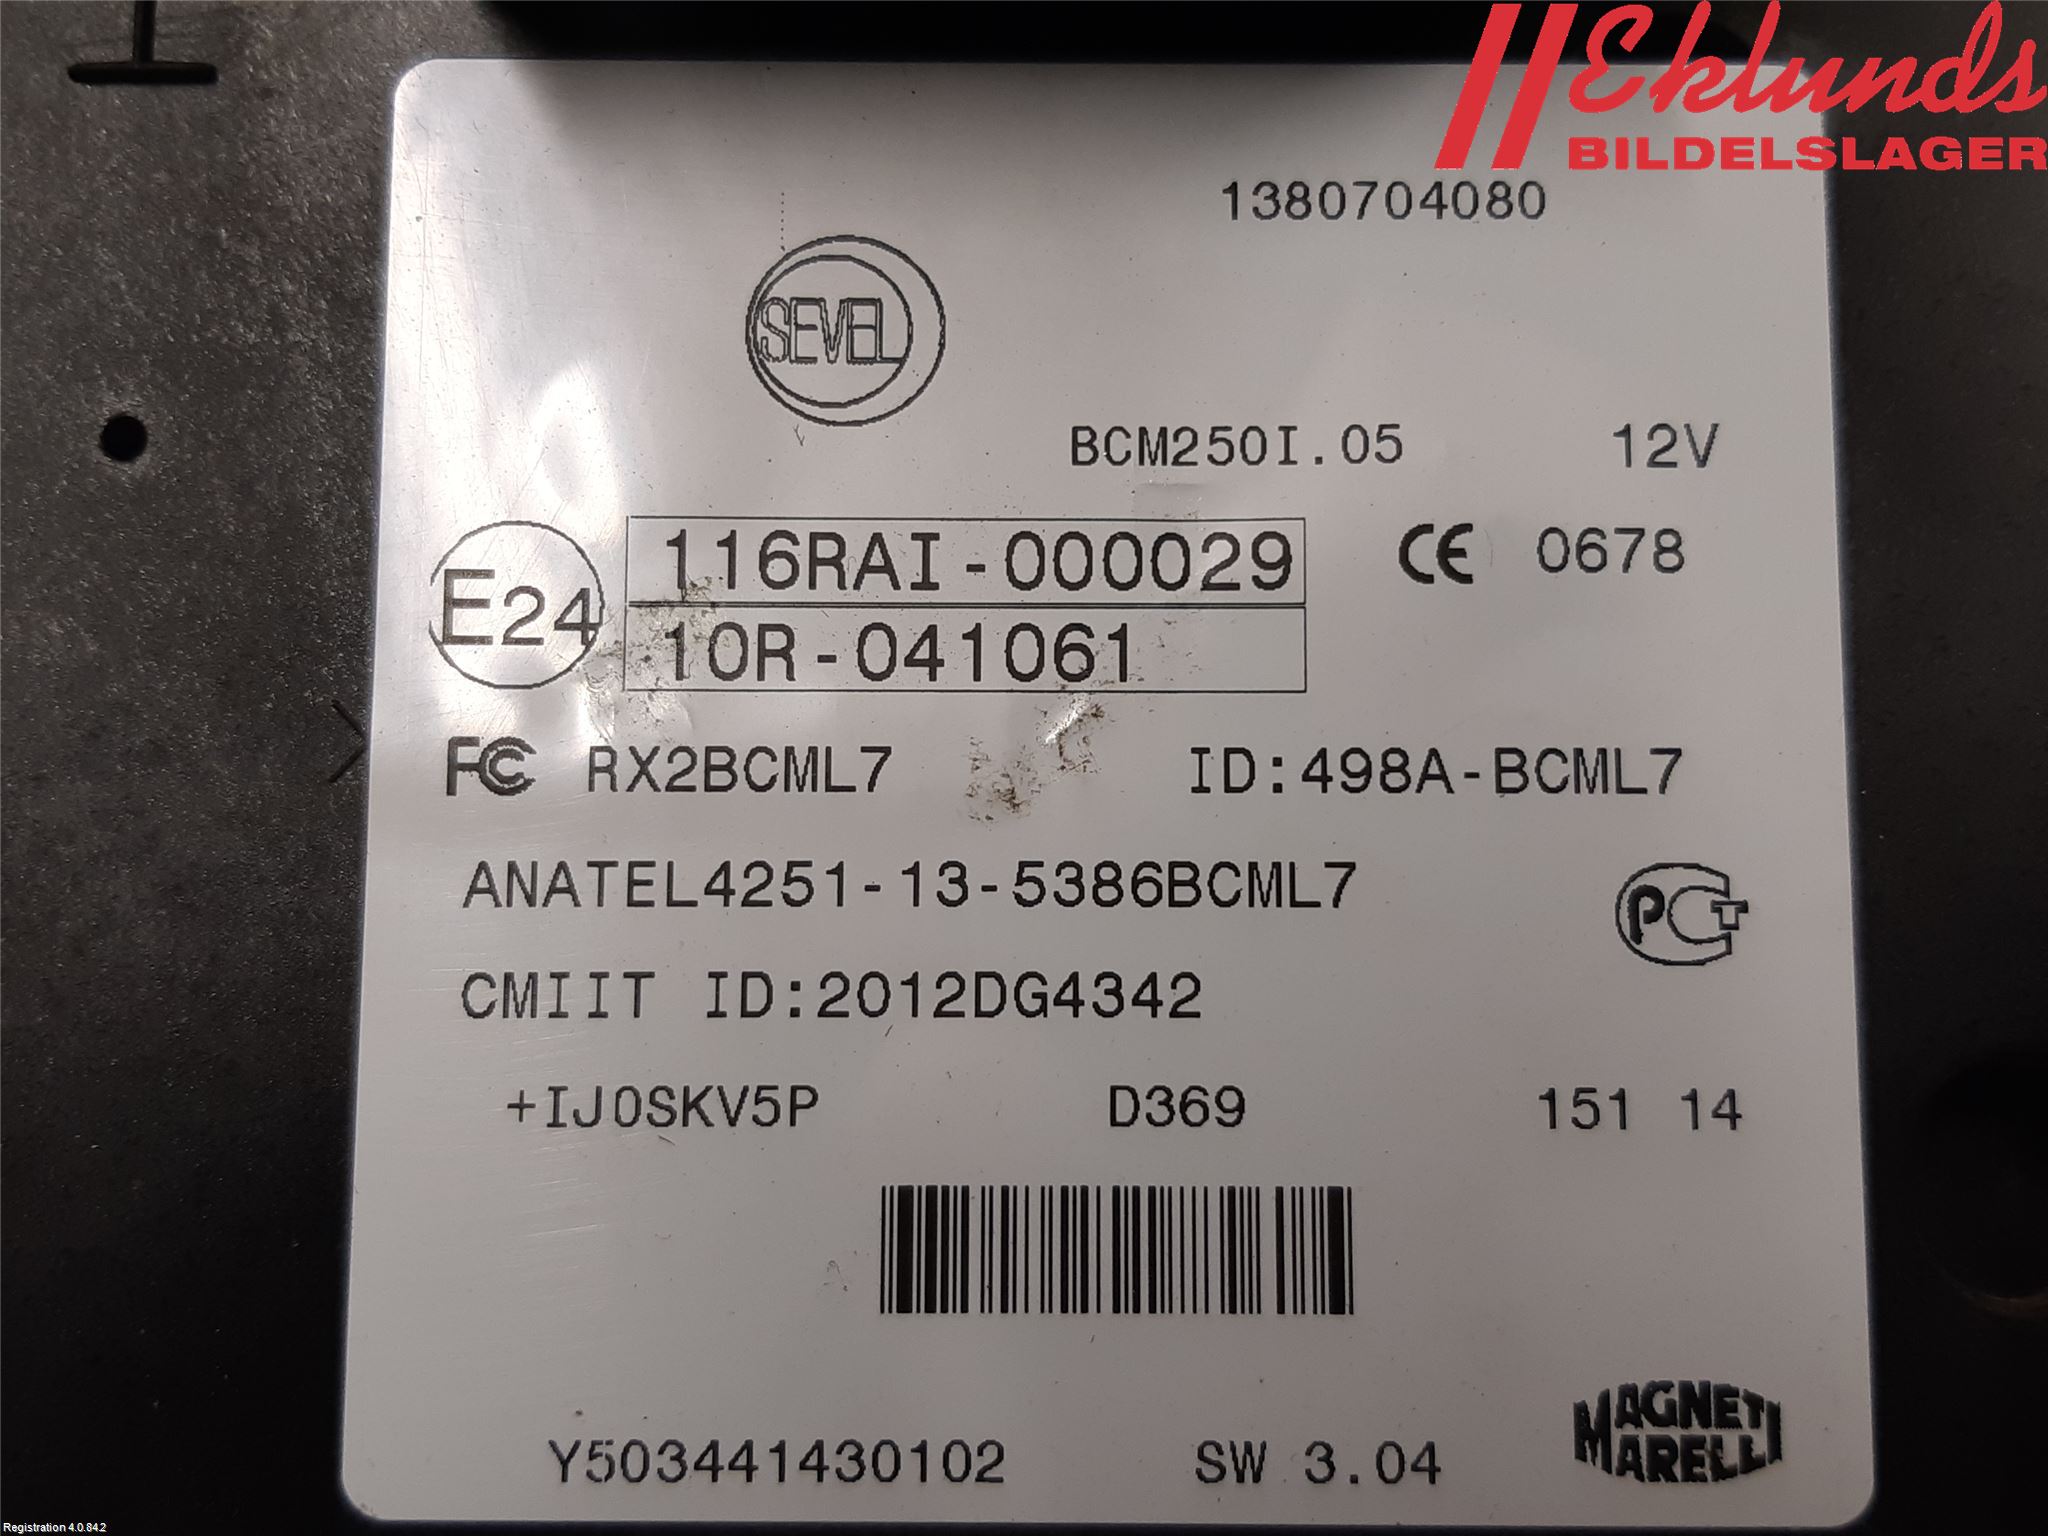 Eklunds
BILDELSLAGER
1380704080
SEVEL
BCM250I.05 12V
E24 116RAI-000029 CE 0678
10R-041061
FC RX2BCML7 ID:498A-BCML7
ANATEL4251-13-5386BCML7 PCT
CMIIT ID:2012DG4342
+IJ0SKV5P D369 151 14
Y503441430102 SW 3.04
MAGNETI
MARELLI
Registration 4.0.84.2